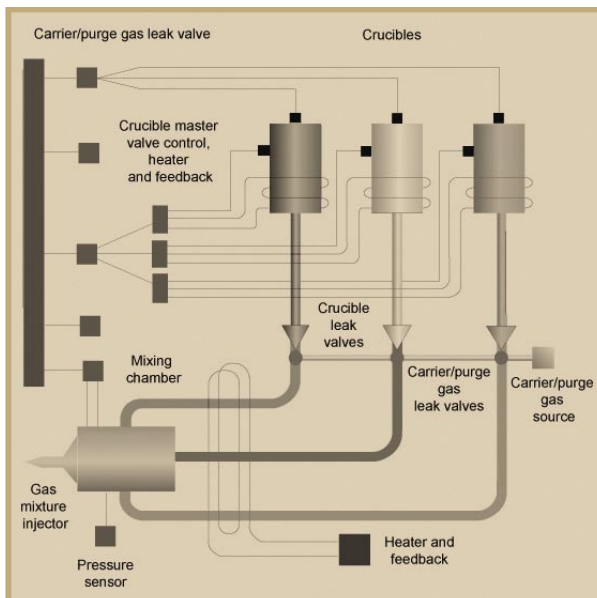 Carrier/purge gas leak valve
Crucibles
Crucible master
valve control,
heater
and feedback
Crucible
leak
valves
Mixing
chamber
Carrier/purge
gas
leak valves
Carrier/purge
gas
source
Gas
mixture
injector
Heater and
feedback
Pressure
sensor